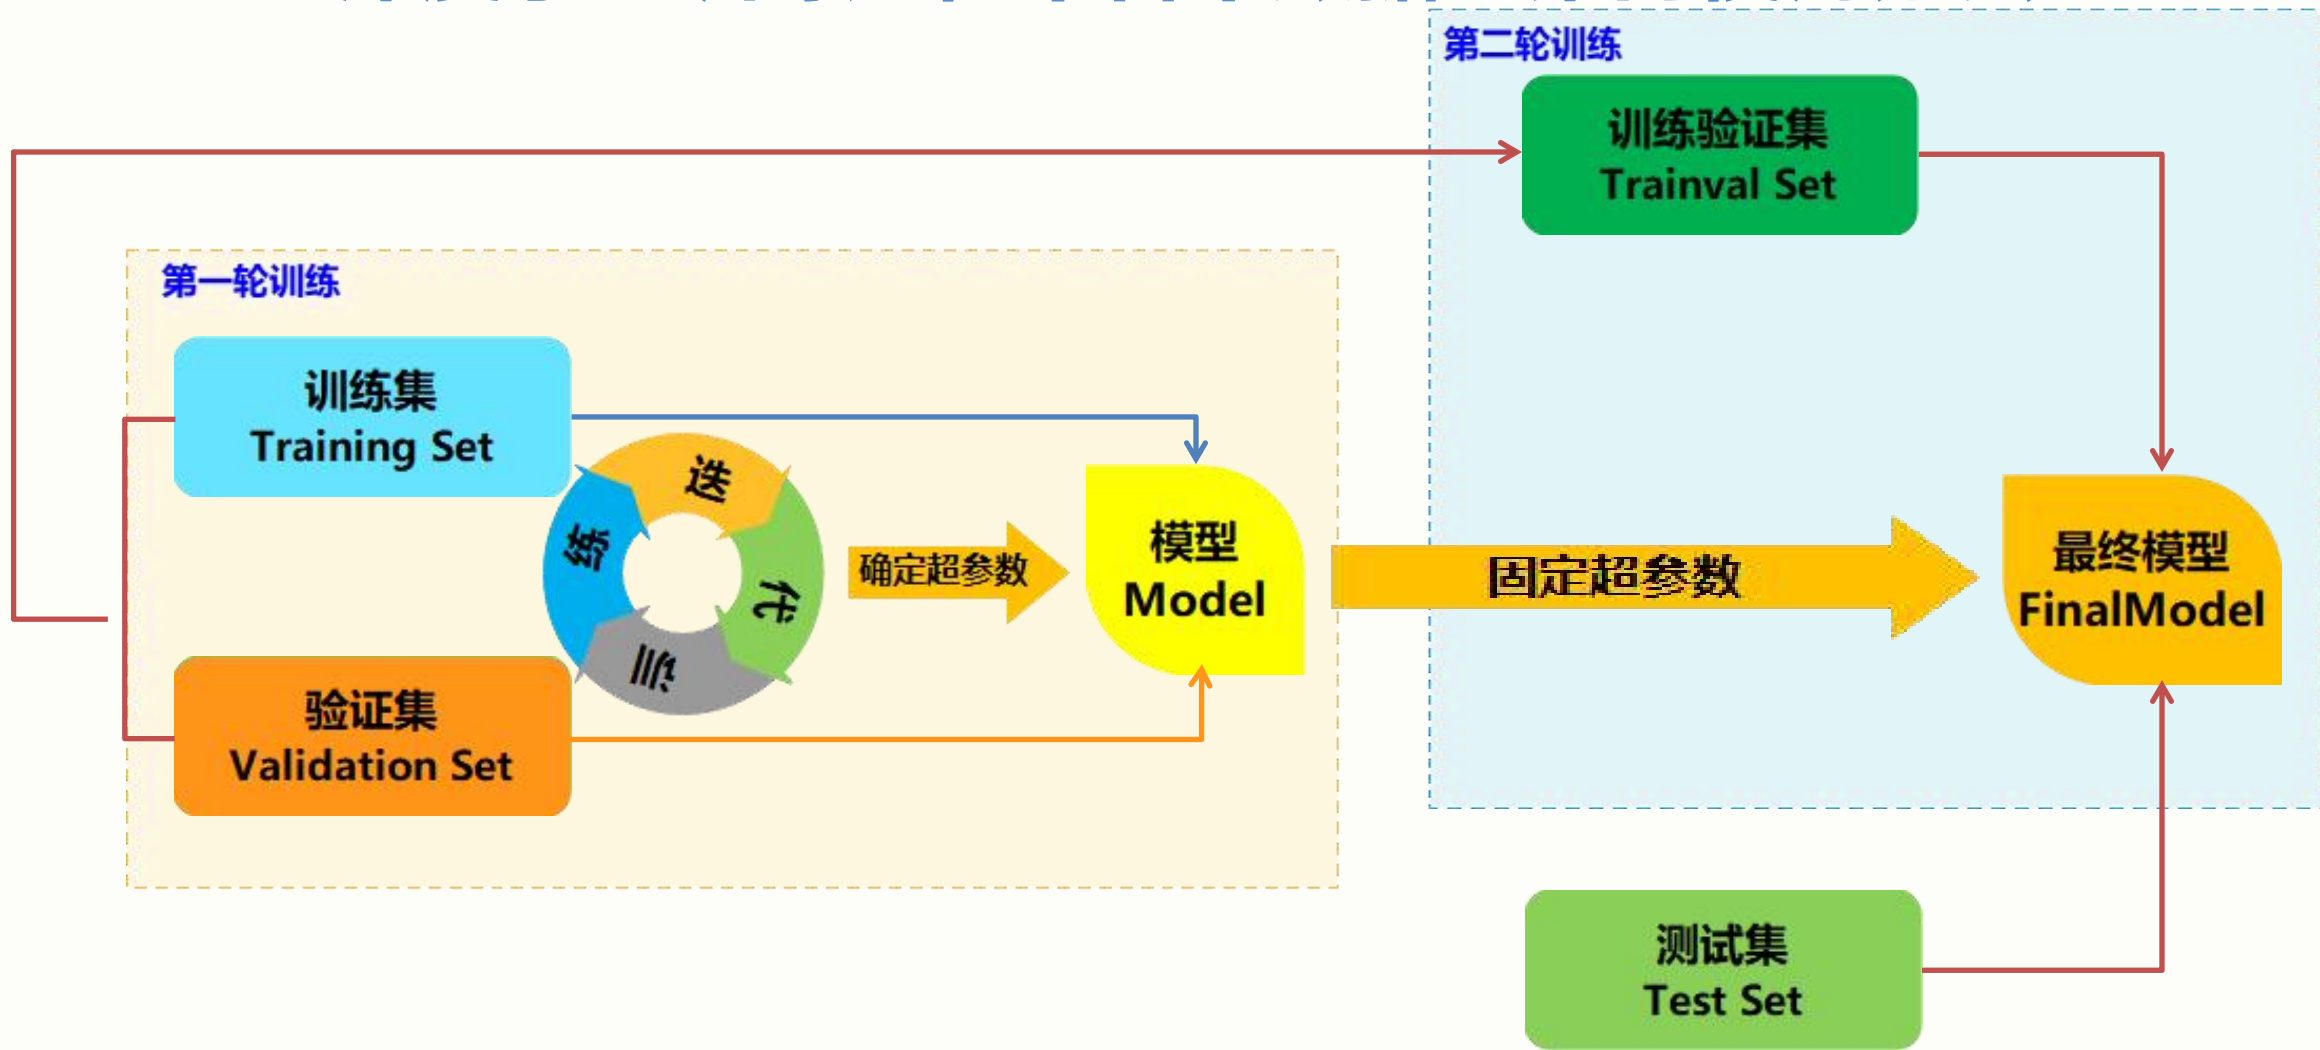 第二轮训练
训练验证集
Trainval Set
第一轮训练
训练集
Training Set
迭
代
训
练
确定超参数
模型
Model
固定超参数
最终模型
FinalModel
验证集
Validation Set
测试集
Test Set